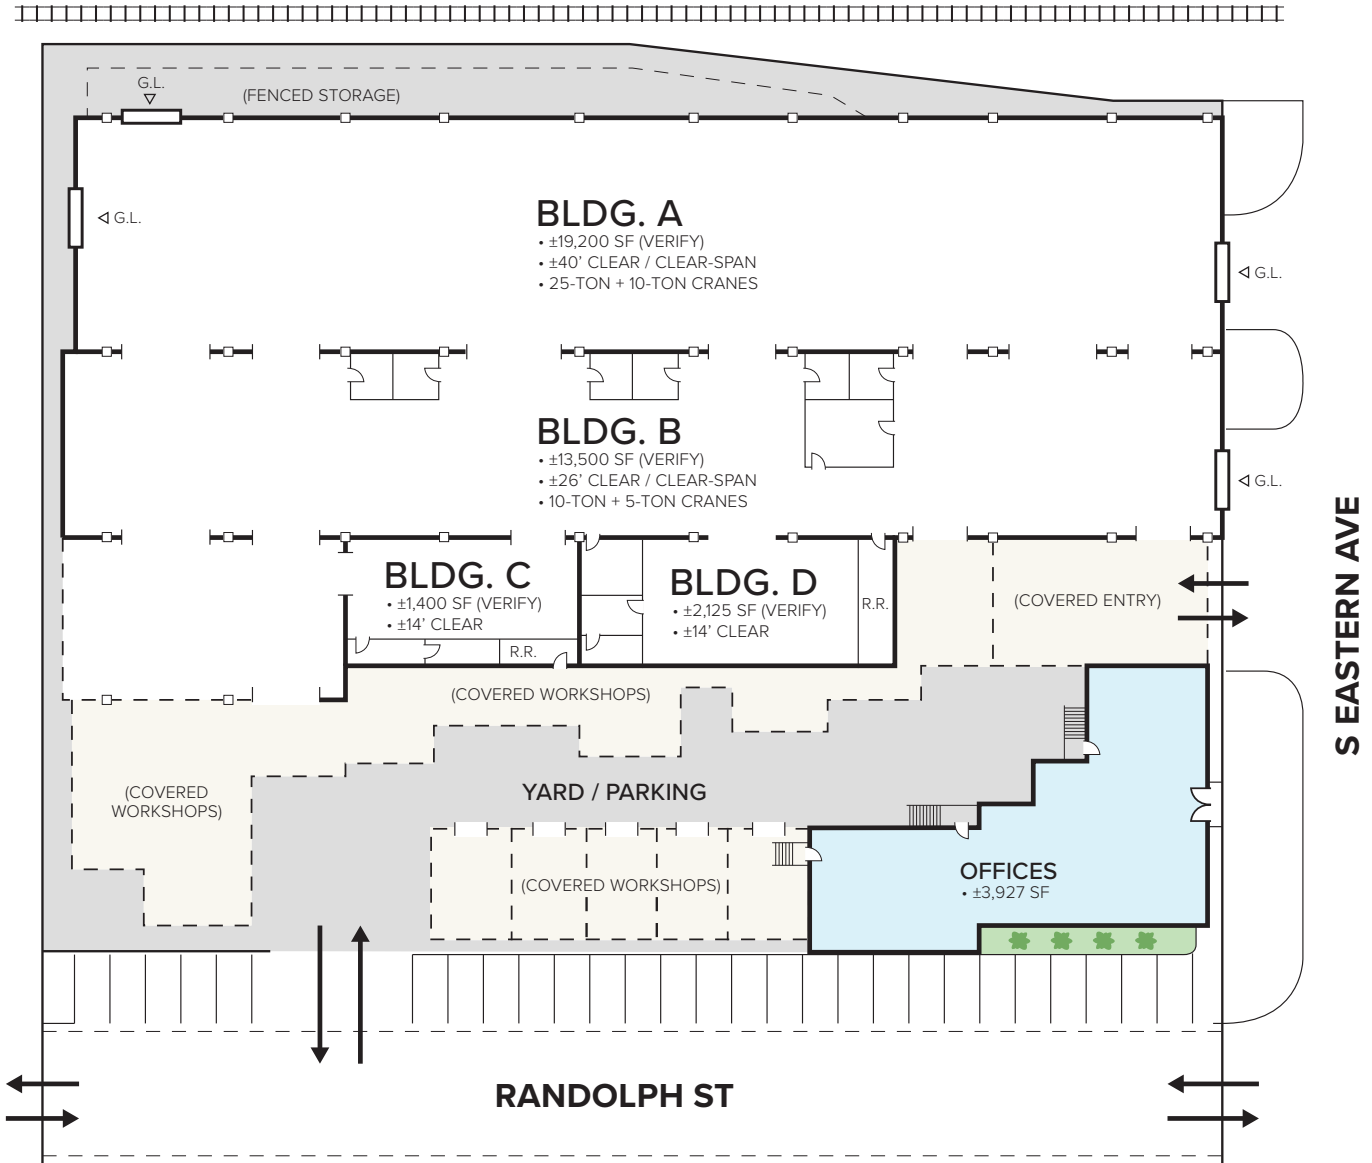 G.L.
(FENCED STORAGE)
G.L.
BLDG. A
• ±19,200 SF (VERIFY)
• ±40’ CLEAR / CLEAR-SPAN
• 25-TON + 10-TON CRANES
G.L.
BLDG. B
• ±13,500 SF (VERIFY)
• ±26’ CLEAR / CLEAR-SPAN
• 10-TON + 5-TON CRANES
G.L.
S EASTERN AVE
BLDG. C
• ±1,400 SF (VERIFY)
• ±14’ CLEAR
R.R.
BLDG. D
• ±2,125 SF (VERIFY)
• ±14’ CLEAR
R.R.
(COVERED ENTRY)
(COVERED WORKSHOPS)
(COVERED
WORKSHOPS)
YARD / PARKING
(COVERED WORKSHOPS)
OFFICES
• ±3,927 SF
RANDOLPH ST